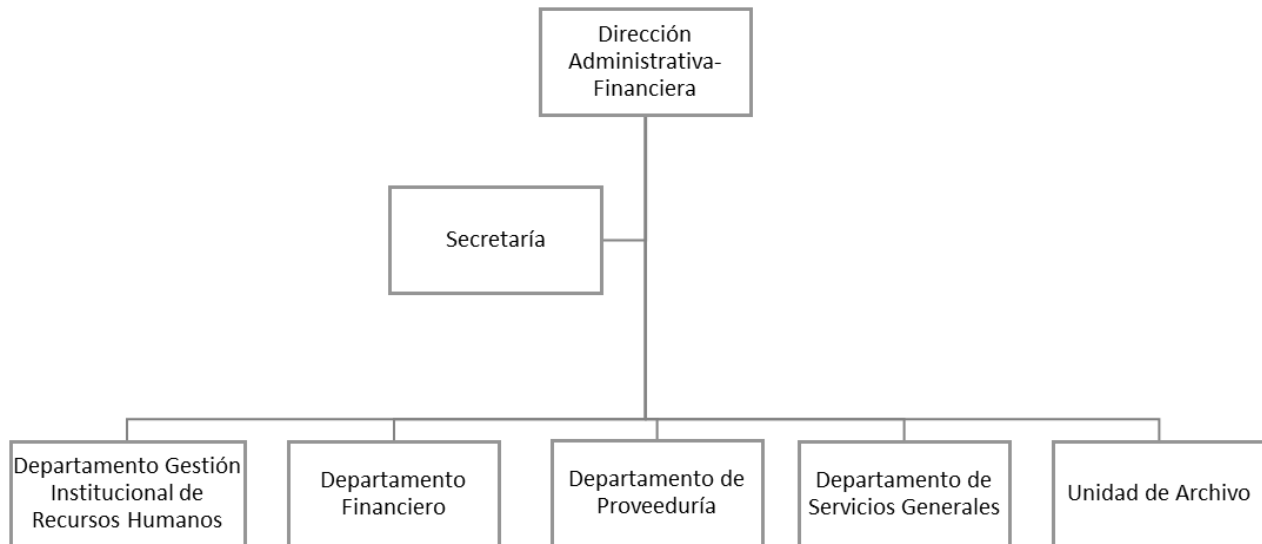 Dirección
Administrativa-
Financiera
Secretaría
Departamento Gestión
Institucional de
Recursos Humanos
Departamento
Financiero
Departamento de
Proveeduría
Departamento de
Servicios Generales
Unidad de Archivo